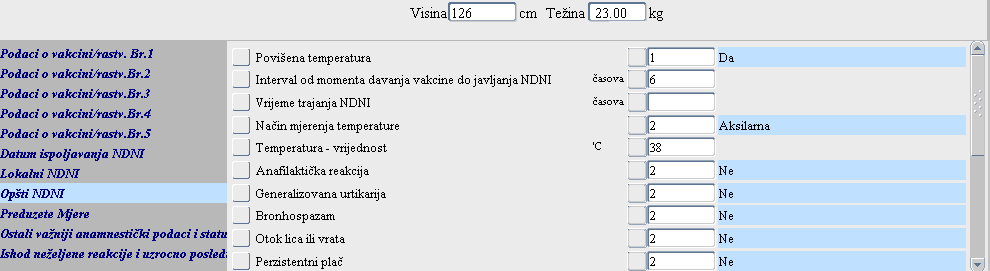 Visina 126 cm Težina 23.00 kg
Podaci o vakcini/rastv. Br.1
Podaci o vakcini/rastv.Br.2
Podaci o vakcini/rastv.Br.3
Podaci o vakcini/rastv.Br.4
Podaci o vakcini/rastv.Br.5
Datum ispoljavanja NDNI
Lokalni NDNI
Opšti NDNI
Preduzete Mjere
Ostali važniji anamnestički podaci i statu
Ishod neželjene reakcije i uzrocno posled
Povišena temperatura 1 Da
Interval od momenta davanja vakcine do javljanja NDNI časova 6
Vrijeme trajanja NDNI časova
Način mjerenja temperature 2 Aksilarna
Temperatura - vrijednost 'C 38
Anafilaktička reakcija 2 Ne
Generalizovana urtikarija 2 Ne
Bronhospazam 2 Ne
Otok lica ili vrata 2 Ne
Perzistentni plač 2 Ne